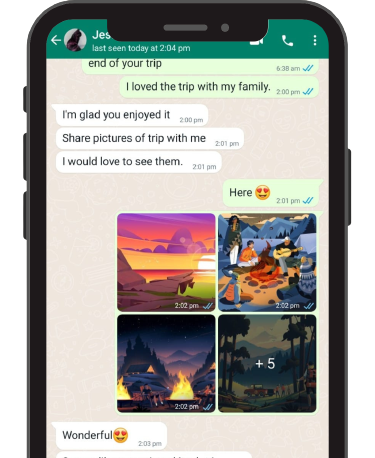 Jes
last seen today at 2:04 pm
end of your trip
6:38 am
I loved the trip with my family.
2:00 pm
I'm glad you enjoyed it
2:00 pm
Share pictures of trip with me
2:01 pm
I would love to see them.
2:01 pm
Here 😍
2:01 pm
2:02 pm
2:02 pm
2:02 pm
+ 5
Wonderful😍
2:03 pm